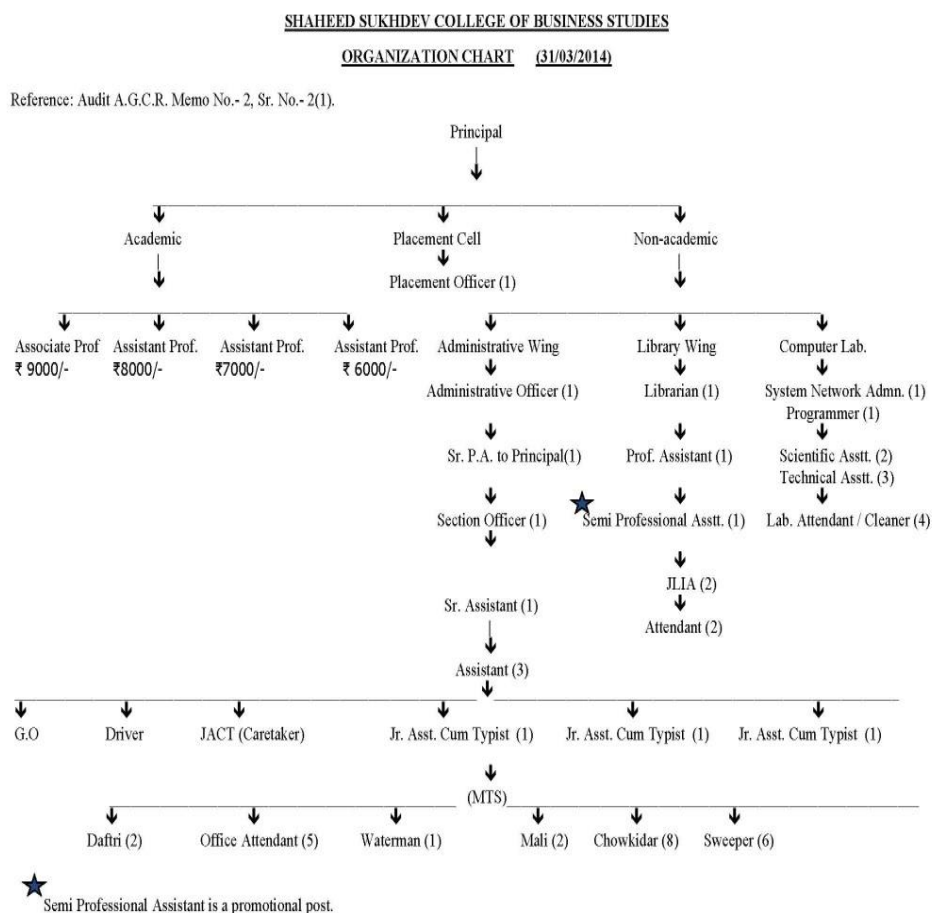 SHAHEED SUKHDEV COLLEGE OF BUSINESS STUDIES
ORGANIZATION CHART (31/03/2014)
Reference: Audit A.G.C.R. Memo No.- 2, Sr. No.- 2(1).
Principal
Academic Placement Cell Non-academic
Placement Officer (1)
Associate Prof Assistant Prof. Assistant Prof. Assistant Prof. Administrative Wing Library Wing Computer Lab.
₹ 9000/- ₹8000/- ₹7000/- ₹ 6000/-
Administrative Officer (1) Librarian (1) System Network Admn. (1)
Programmer (1)
Sr. P.A. to Principal(1) Prof. Assistant (1) Scientific Asstt. (2)
Technical Asstt. (3)
Section Officer (1) Semi Professional Asstt. (1) Lab. Attendant / Cleaner (4)
JLIA (2)
Sr. Assistant (1)
Attendant (2)
Assistant (3)
G.O Driver JACT (Caretaker) Jr. Asst. Cum Typist (1) Jr. Asst. Cum Typist (1) Jr. Asst. Cum Typist (1)
(MTS)
Daftri (2) Office Attendant (5) Waterman (1) Mali (2) Chowkidar (8) Sweeper (6)
Semi Professional Assistant is a promotional post.